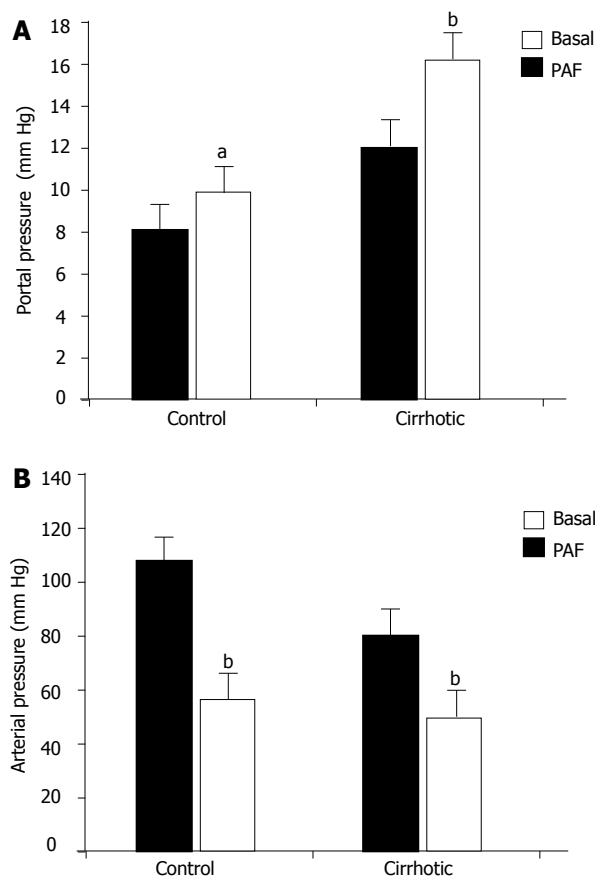 A
Portal pressure (mm Hg)
18
16
14
12
10
8
6
4
2
0
a
b
Basal
PAF
Control
Cirrhotic
B
Arterial pressure (mm Hg)
140
120
100
80
60
40
20
0
b
b
Basal
PAF
Control
Cirrhotic